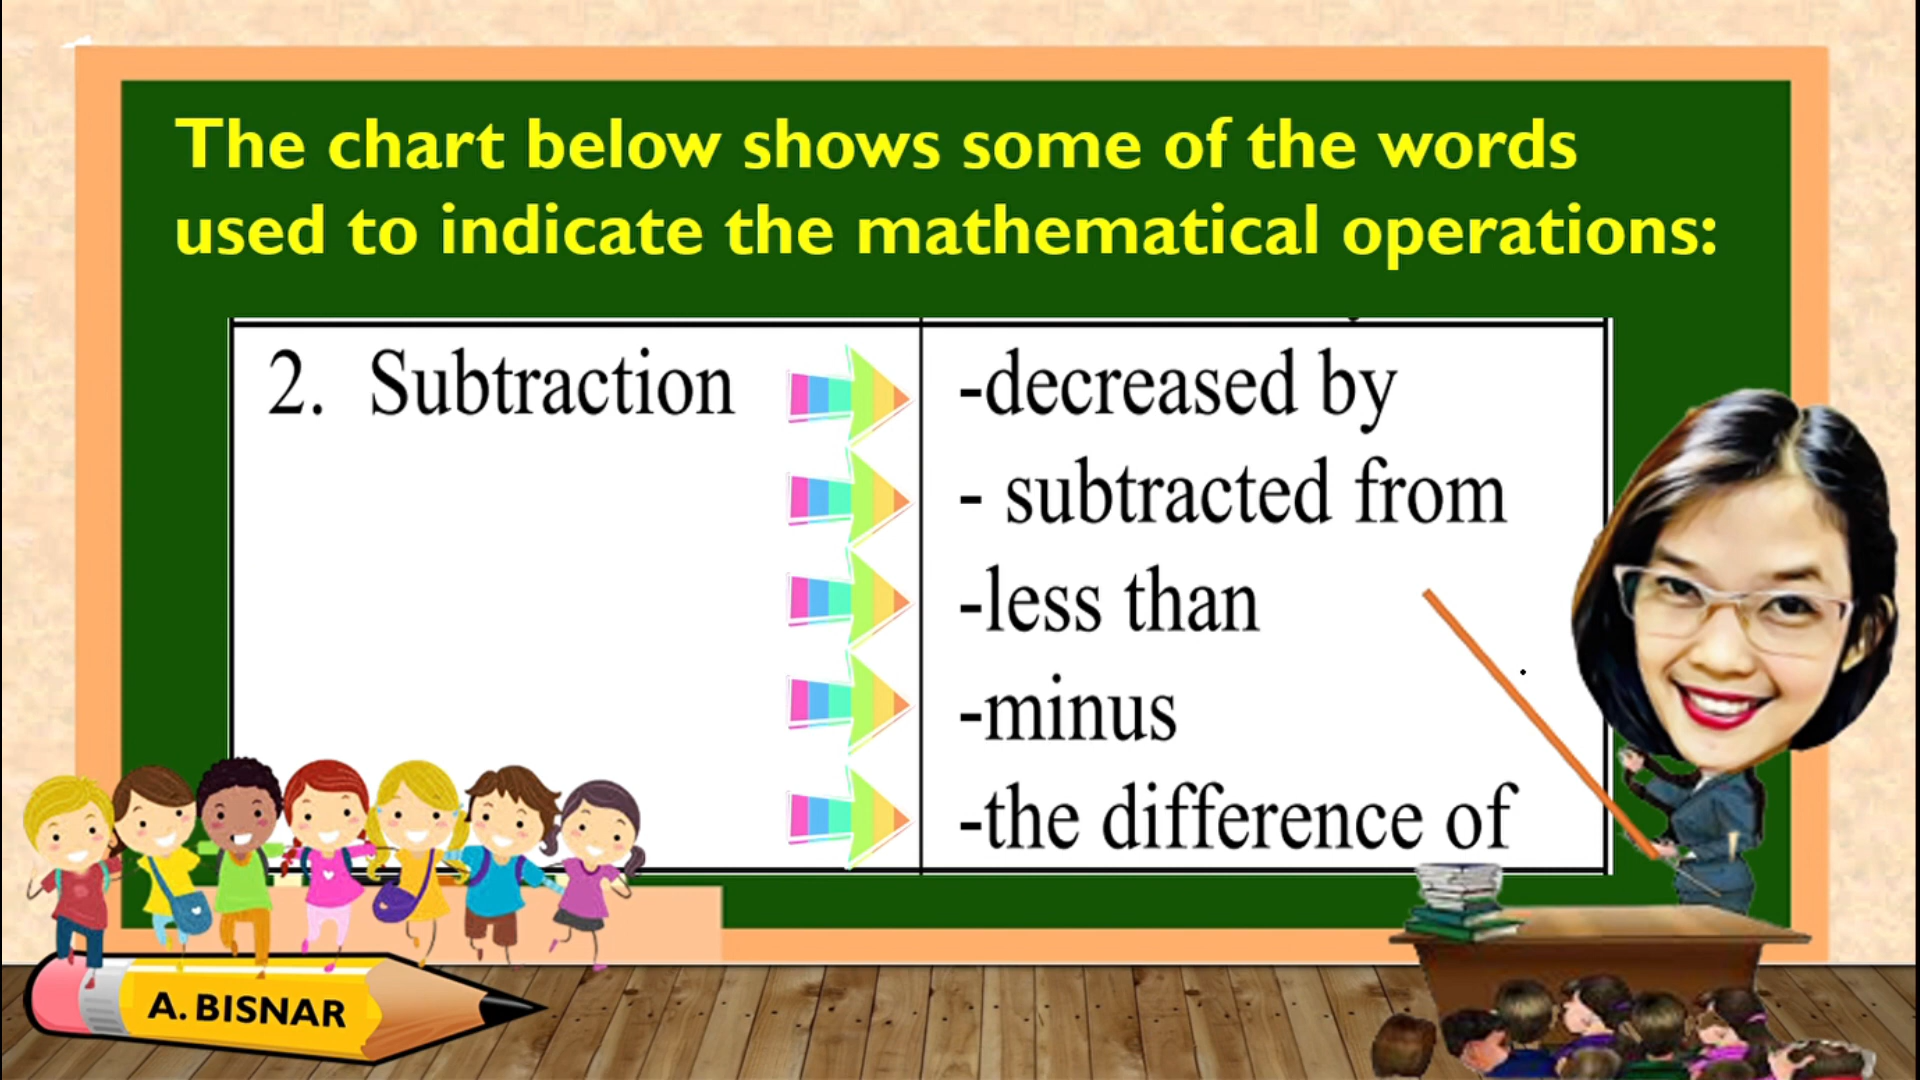 The chart below shows some of the words
used to indicate the mathematical operations:
2. Subtraction
-decreased by
- subtracted from
-less than
-minus
-the difference of
A. BISNAR